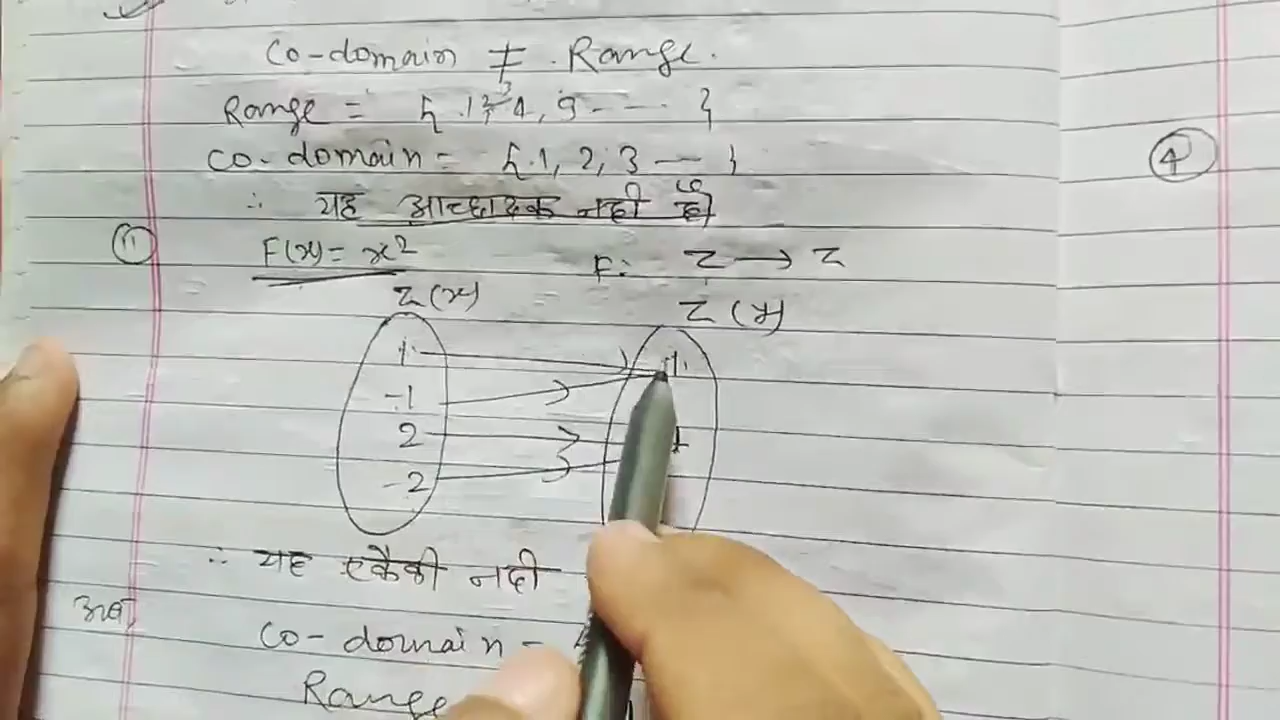 Co-domain ≠ Range.
Range = { 1, 4, 9 - - - - }
Co-domain = { 1, 2, 3 — }
∴ यह आच्छादक नही है
(ii) F(x) = x² F: Z → Z
Z(x) Z (y)
1 1
-1
2
-2
∴ यह एकैकी नही
अब
Co-domain =
Range
(4)